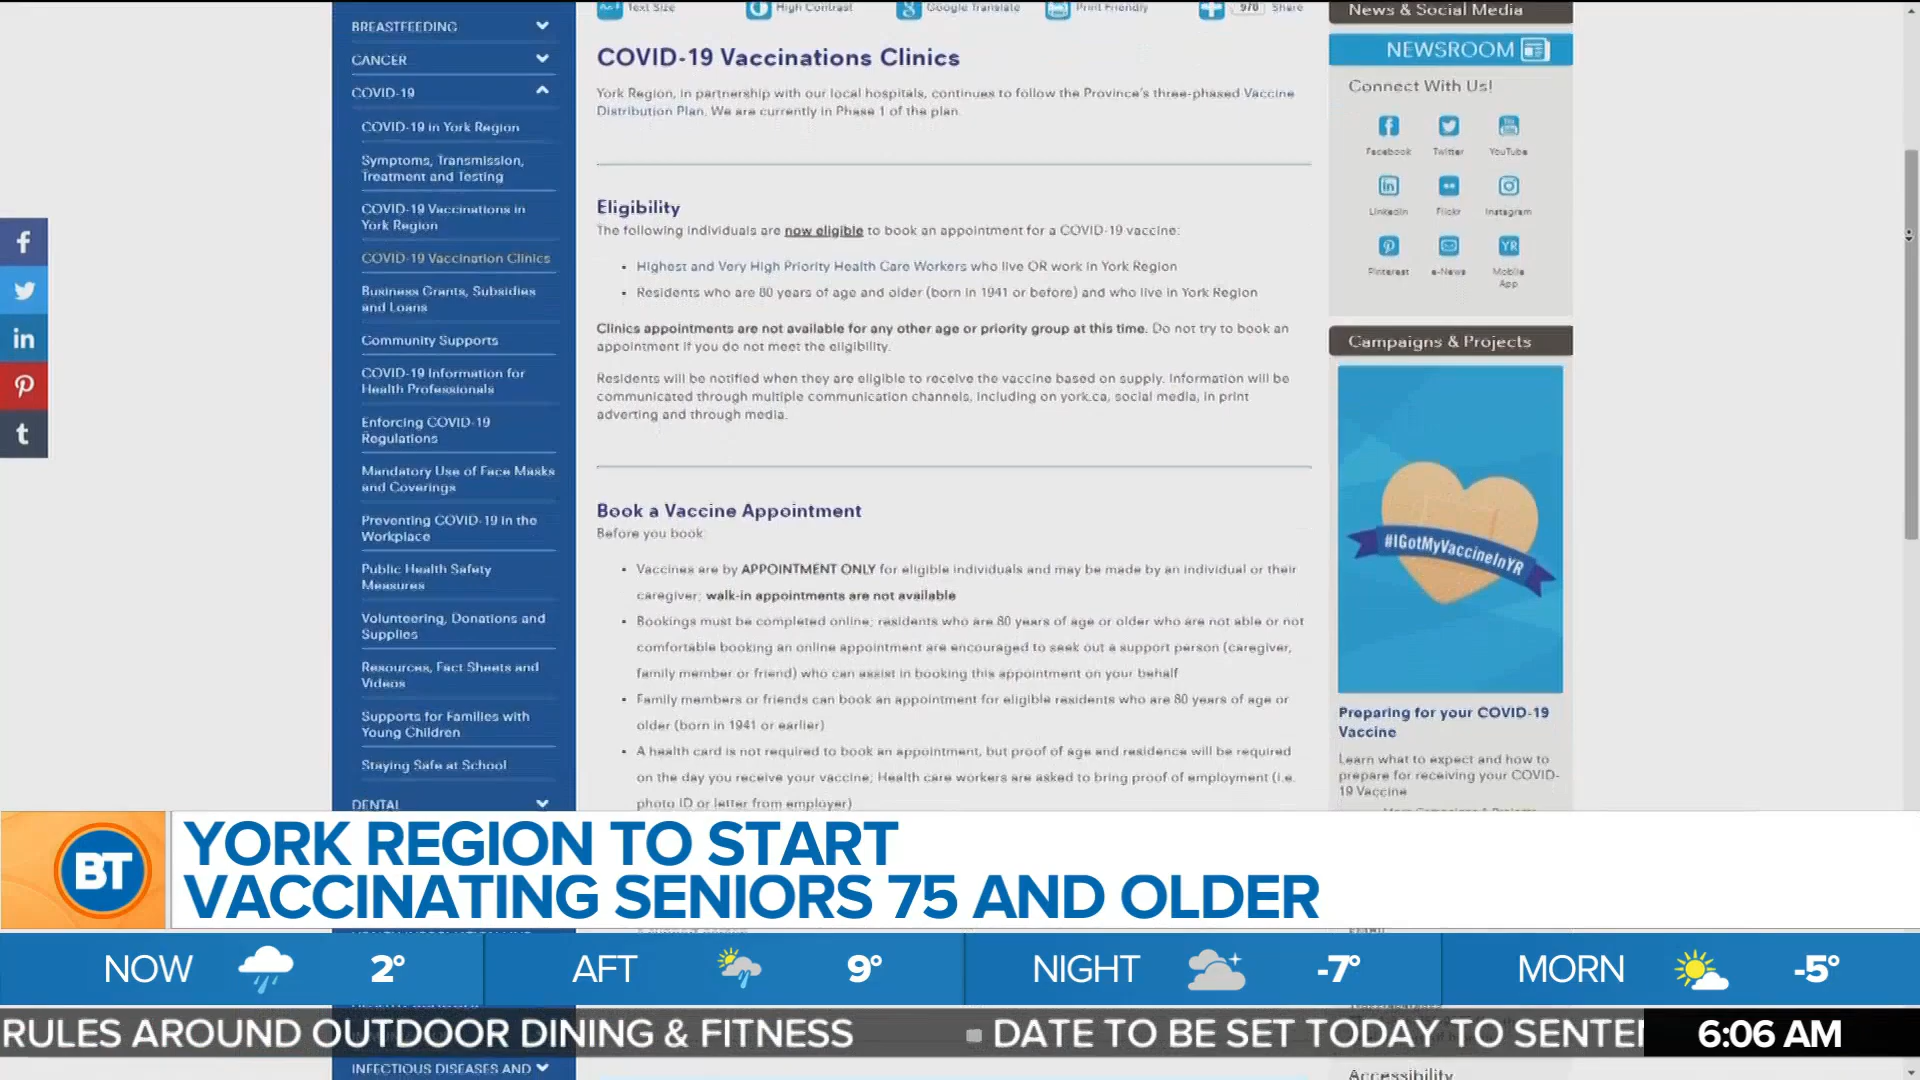 BREASTFEEDING
CANCER
COVID-19
COVID-19 in York Region
Symptoms, Transmission,
Treatment and Testing
COVID-19 Vaccinations in
York Region
COVID-19 Vaccination Clinics
Business Grants, Subsidies
and Loans
Community Supports
COVID-19 Information for
Health Professionals
Enforcing COVID-19
Regulations
Mandatory Use of Face Masks
and Coverings
Preventing COVID-19 in the
Workplace
Public Health Safety
Measures
Volunteering, Donations and
Supplies
Resources, Fact Sheets and
Videos
Supports for Families with
Young Children
Staying Safe at School
DENTAL
Text Size High Contrast Google Translate Print Friendly 970 Share
COVID-19 Vaccinations Clinics
York Region, in partnership with our local hospitals, continues to follow the Province's three-phased Vaccine
Distribution Plan. We are currently in Phase 1 of the plan.
Eligibility
The following individuals are now eligible to book an appointment for a COVID-19 vaccine:
Highest and Very High Priority Health Care Workers who live OR work in York Region
Residents who are 80 years of age and older (born in 1941 or before) and who live in York Region
Clinics appointments are not available for any other age or priority group at this time. Do not try to book an
appointment if you do not meet the eligibility.
Residents will be notified when they are eligible to receive the vaccine based on supply. Information will be
communicated through multiple communication channels, including on york.ca, social media, in print
adverting and through media.
Book a Vaccine Appointment
Before you book:
Vaccines are by APPOINTMENT ONLY for eligible individuals and may be made by an individual or their
caregiver; walk-in appointments are not available
Bookings must be completed online; residents who are 80 years of age or older who are not able or not
comfortable booking an online appointment are encouraged to seek out a support person (caregiver,
family member or friend) who can assist in booking this appointment on your behalf
Family members or friends can book an appointment for eligible residents who are 80 years of age or
older (born in 1941 or earlier)
A health card is not required to book an appointment, but proof of age and residence will be required
on the day you receive your vaccine; Health care workers are asked to bring proof of employment (i.e.
photo ID or letter from employer)
News & Social Media
NEWSROOM
Connect With Us!
Facebook Twitter YouTube
LinkedIn Flickr Instagram
YR
Pinterest e-News Mobile
App
Campaigns & Projects
#IGotMyVaccineInYR
Preparing for your COVID-19
Vaccine
Learn what to expect and how to
prepare for receiving your COVID-
19 Vaccine
More Campaigns & Projects
BT
YORK REGION TO START
VACCINATING SENIORS 75 AND OLDER
NOW 2° AFT 9° NIGHT -7° MORN -5°
RULES AROUND OUTDOOR DINING & FITNESS DATE TO BE SET TODAY TO SENTE
6:06 AM
INFECTIOUS DISEASES AND
Accessibility